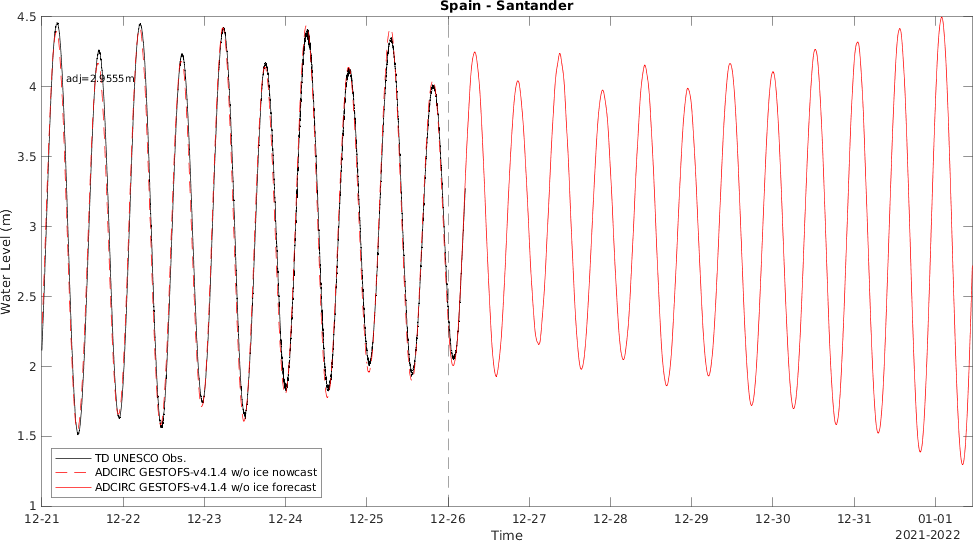 Spain - Santander
4.5
4
3.5
3
2.5
2
1.5
1
Water Level (m)
adj=2.9555m
TD UNESCO Obs.
ADCIRC GESTOFS-v4.1.4 w/o ice nowcast
ADCIRC GESTOFS-v4.1.4 w/o ice forecast
12-21 12-22 12-23 12-24 12-25 12-26 12-27 12-28 12-29 12-30 12-31 01-01
Time
2021-2022